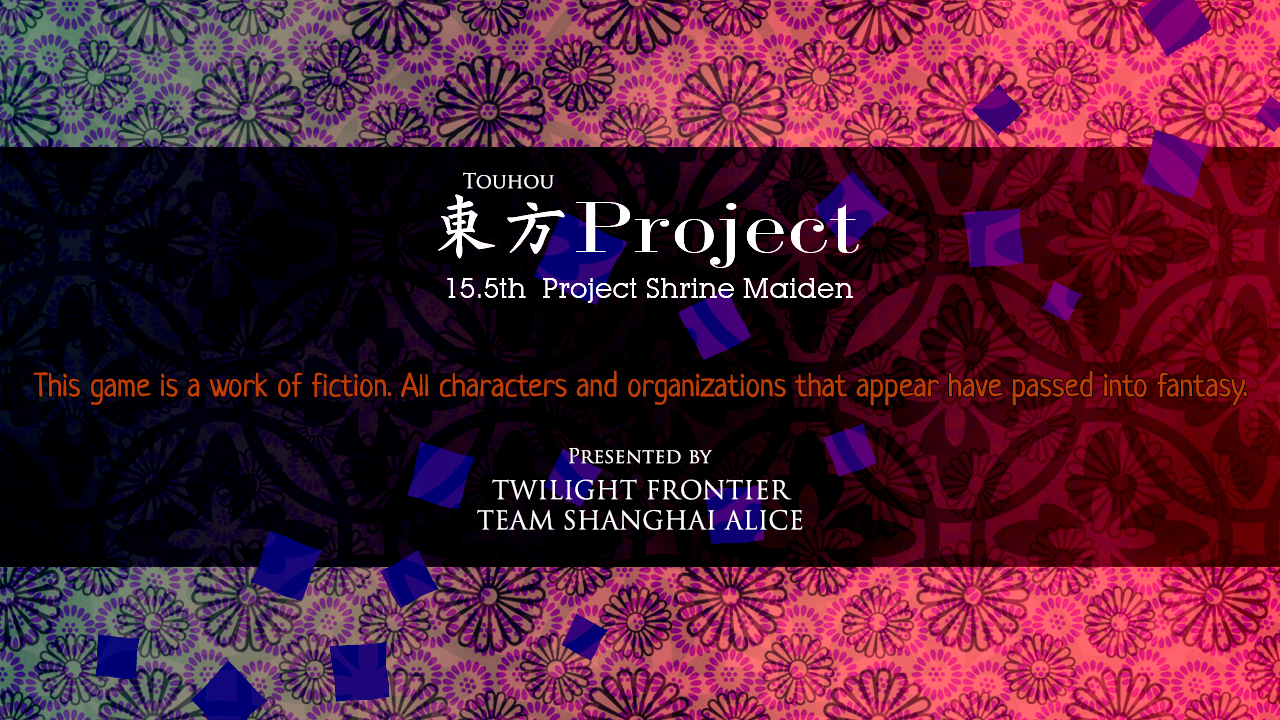 TOUHOU
東方Project
15.5th Project Shrine Maiden
This game is a work of fiction. All characters and organizations that appear have passed into fantasy.
PRESENTED BY
TWILIGHT FRONTIER
TEAM SHANGHAI ALICE